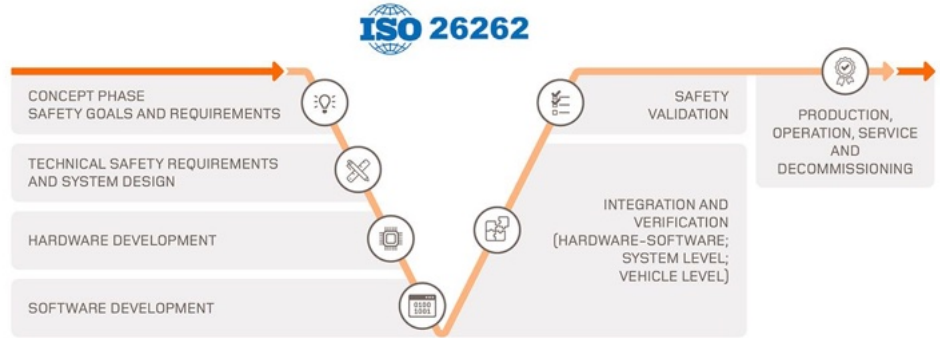 ISO 26262
CONCEPT PHASE
SAFETY GOALS AND REQUIREMENTS
TECHNICAL SAFETY REQUIREMENTS
AND SYSTEM DESIGN
HARDWARE DEVELOPMENT
SOFTWARE DEVELOPMENT
0100
1001
INTEGRATION AND
VERIFICATION
(HARDWARE-SOFTWARE;
SYSTEM LEVEL;
VEHICLE LEVEL)
SAFETY
VALIDATION
PRODUCTION,
OPERATION, SERVICE
AND
DECOMMISSIONING